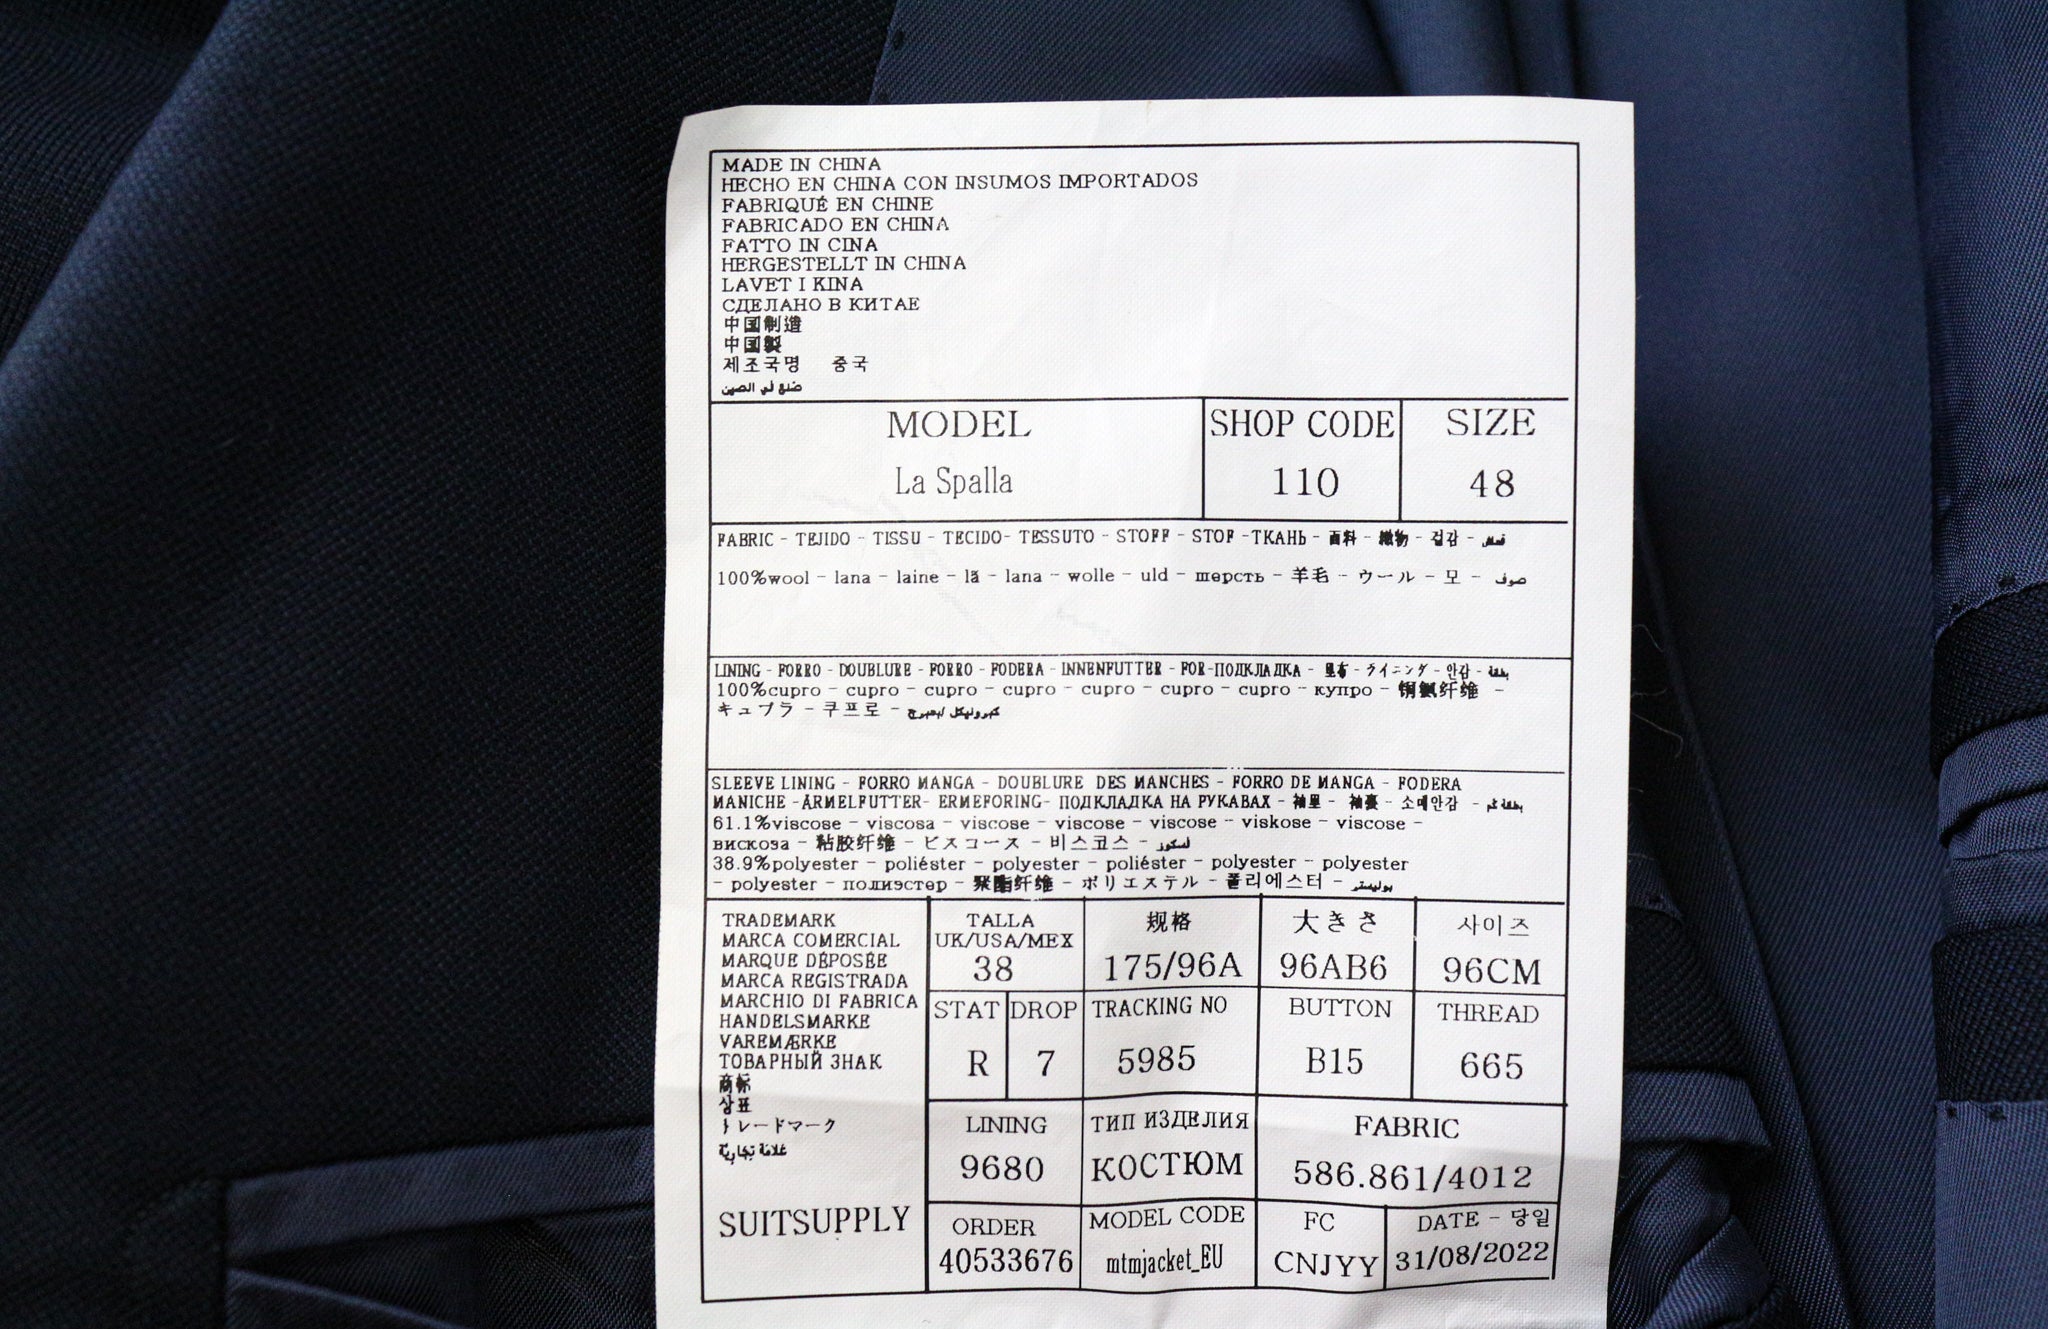 MADE IN CHINA
HECHO EN CHINA CON INSUMOS IMPORTADOS
FABRIQUÉ EN CHINE
FABRICADO EN CHINA
FATTO IN CINA
HERGESTELLT IN CHINA
LAVET I KINA
СДЕЛАНО В КИТАЕ
中国制造
中國製
제조국명 중국
صنع في الصين
MODEL
La Spalla
SHOP CODE
110
SIZE
48
FABRIC - TEJIDO - TISSU - TECIDO- TESSUTO - STOFF - STOF -ТКАНЬ - 面料 - 織物 - 겉감 - قماش
100%wool - lana - laine - lã - lana - wolle - uld - шерсть - 羊毛 - ウール - 모 - صوف
LINING - FORRO - DOUBLURE - FORRO - FODERA - INNENFUTTER - FOR-ПОДКЛАДКА - 里布 - ライニング - 안감 - بطانة
100%cupro - cupro - cupro - cupro - cupro - cupro - cupro - купро - 铜氨纤维 -
キュプラ - 쿠프로 -
SLEEVE LINING - FORRO MANGA - DOUBLURE DES MANCHES - FORRO DE MANGA - FODERA
MANICHE -ÄRMELFUTTER- ERMEFORING- ПОДКЛАДКА НА РУКАВАХ - 袖里 - 袖裏 - 소매안감 - بطانة كم
61.1%viscose - viscosa - viscose - viscose - viscose - viskose - viscose -
вискоза - 粘胶纤维 - ビスコース - 비스코스 -
38.9%polyester - poliéster - polyester - poliéster - polyester - polyester
- polyester - полиэстер - 聚酯纤维 - ポリエステル - 폴리에스터 - بوليستر
TRADEMARK
MARCA COMERCIAL
MARQUE DÉPOSÉE
MARCA REGISTRADA
MARCHIO DI FABRICA
HANDELSMARKE
VAREMÆRKE
ТОВАРНЫЙ ЗНАК
商标
상표
トレードマーク
علامة تجارية
SUITSUPPLY
TALLA
UK/USA/MEX
38
规格
175/96A
大きさ
96AB6
사이즈
96CM
STAT
R
DROP
7
TRACKING NO
5985
BUTTON
B15
THREAD
665
LINING
9680
ТИП ИЗДЕЛИЯ
КОСТЮМ
FABRIC
586.861/4012
ORDER
40533676
MODEL CODE
mtmjacket_EU
FC
CNJYY
DATE - 당일
31/08/2022